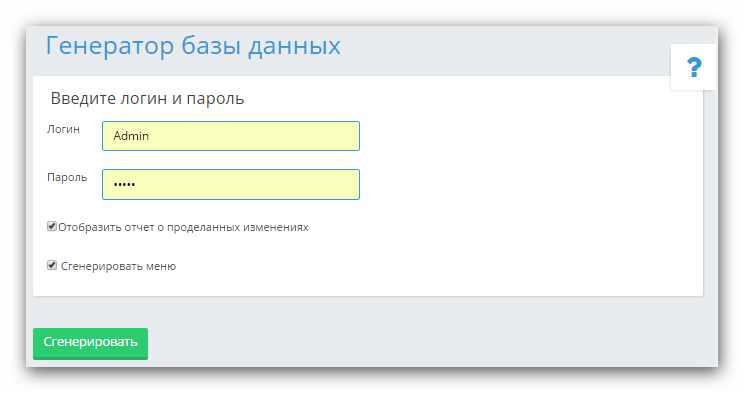 Генератор базы данных
?
Введите логин и пароль
Логин
Admin
Пароль
•••••
Отобразить отчет о проделанных изменениях
Сгенерировать меню
Сгенерировать